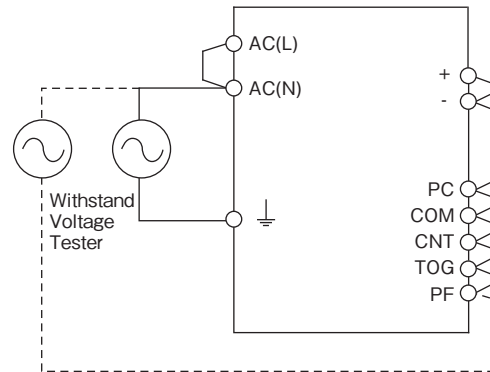 AC(L)
AC(N)
+
-
PC
COM
CNT
TOG
PF
Withstand
Voltage
Tester